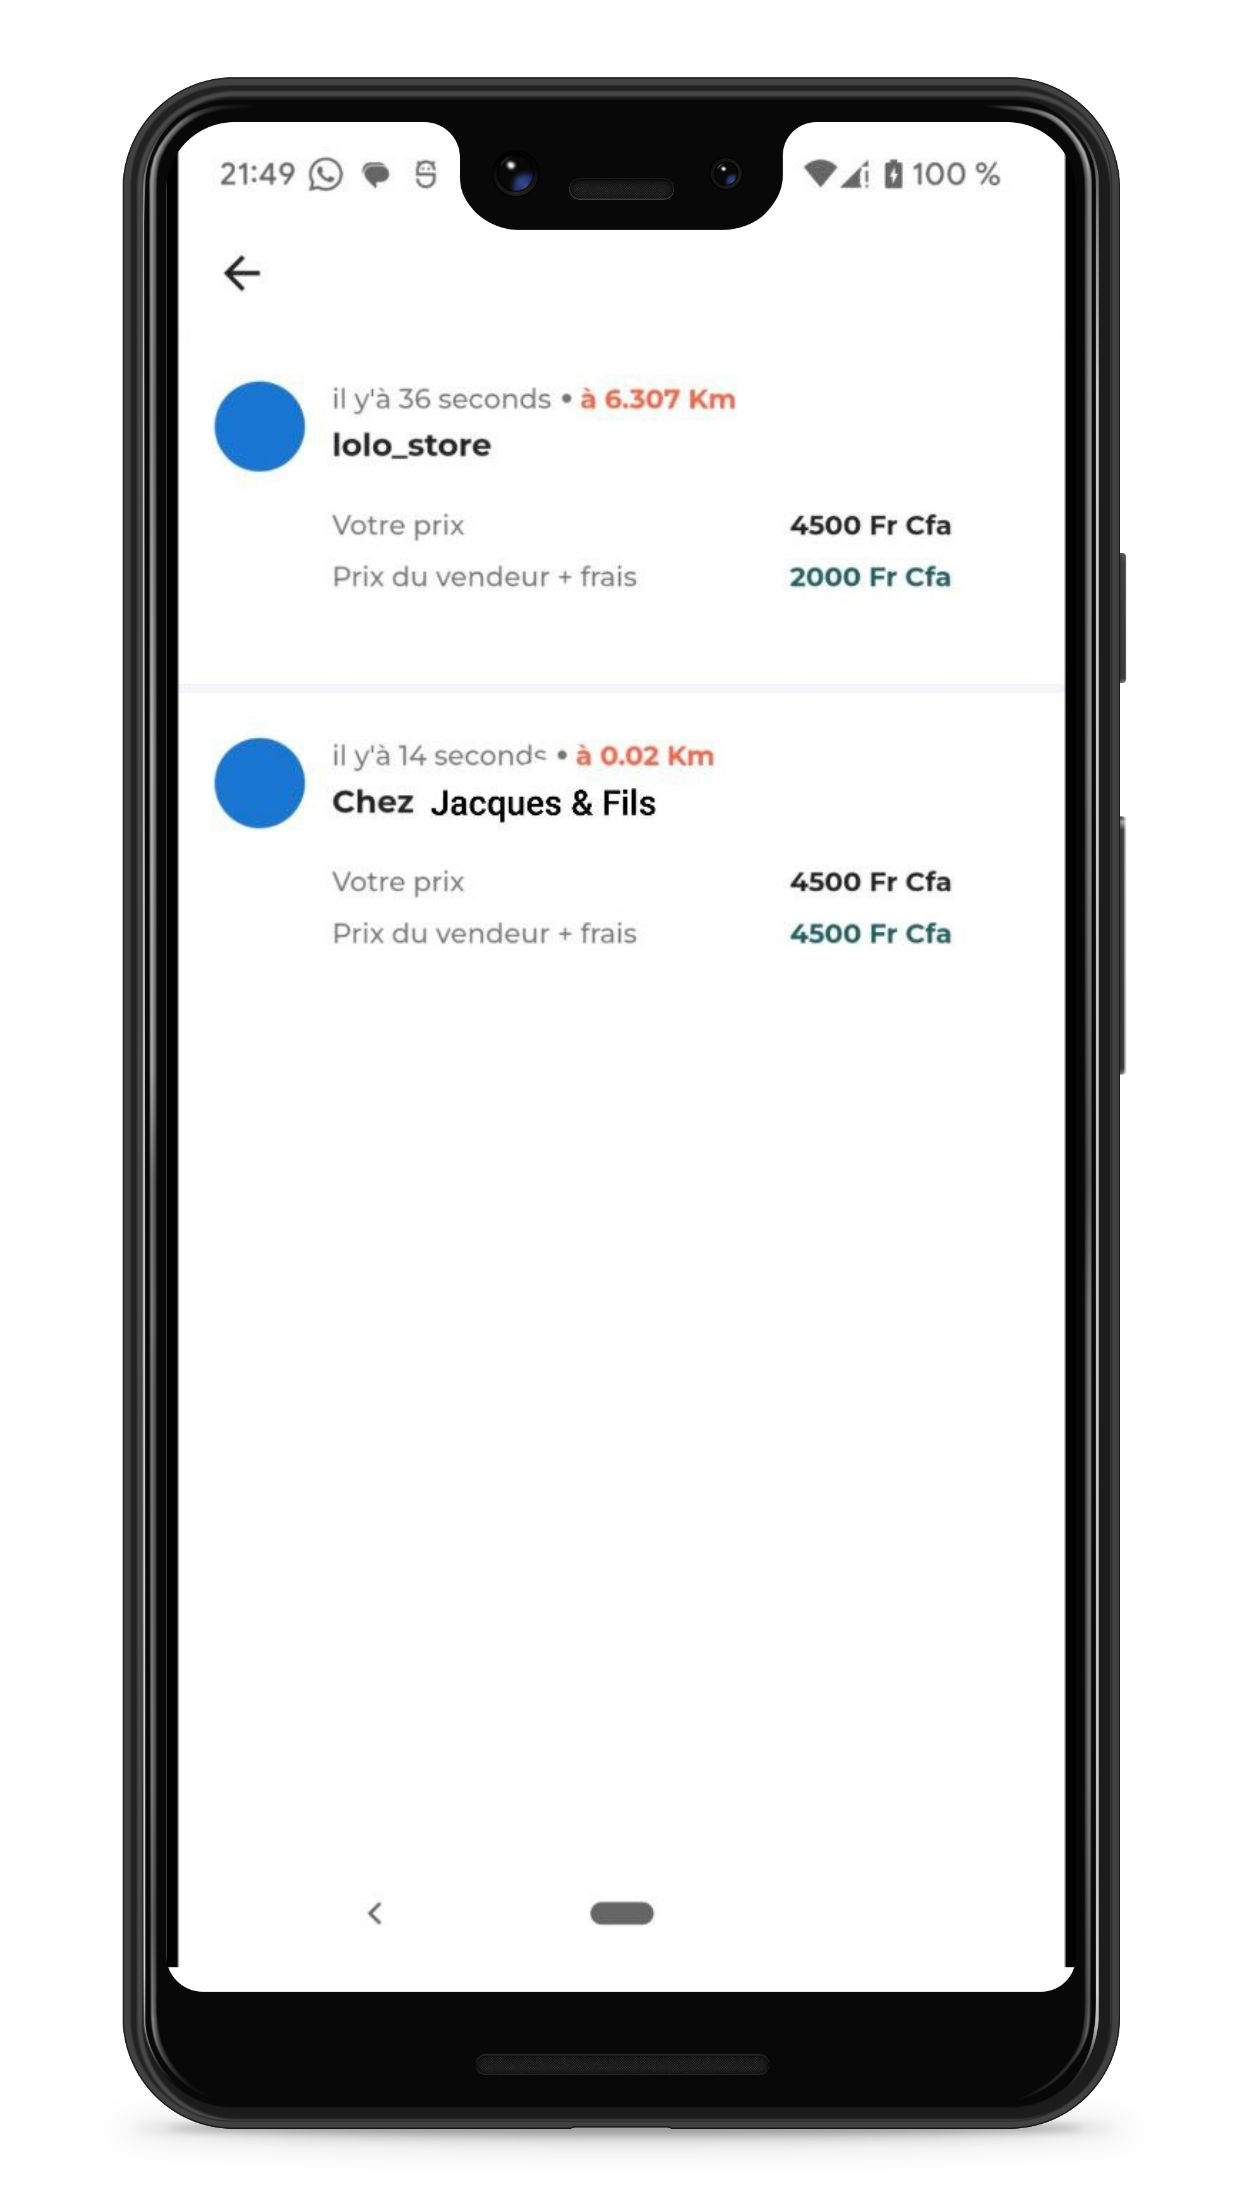 21:49 100 %
il y'à 36 seconds • à 6.307 Km
lolo_store
Votre prix 4500 Fr Cfa
Prix du vendeur + frais 2000 Fr Cfa
il y'à 14 seconds • à 0.02 Km
Chez Jacques & Fils
Votre prix 4500 Fr Cfa
Prix du vendeur + frais 4500 Fr Cfa